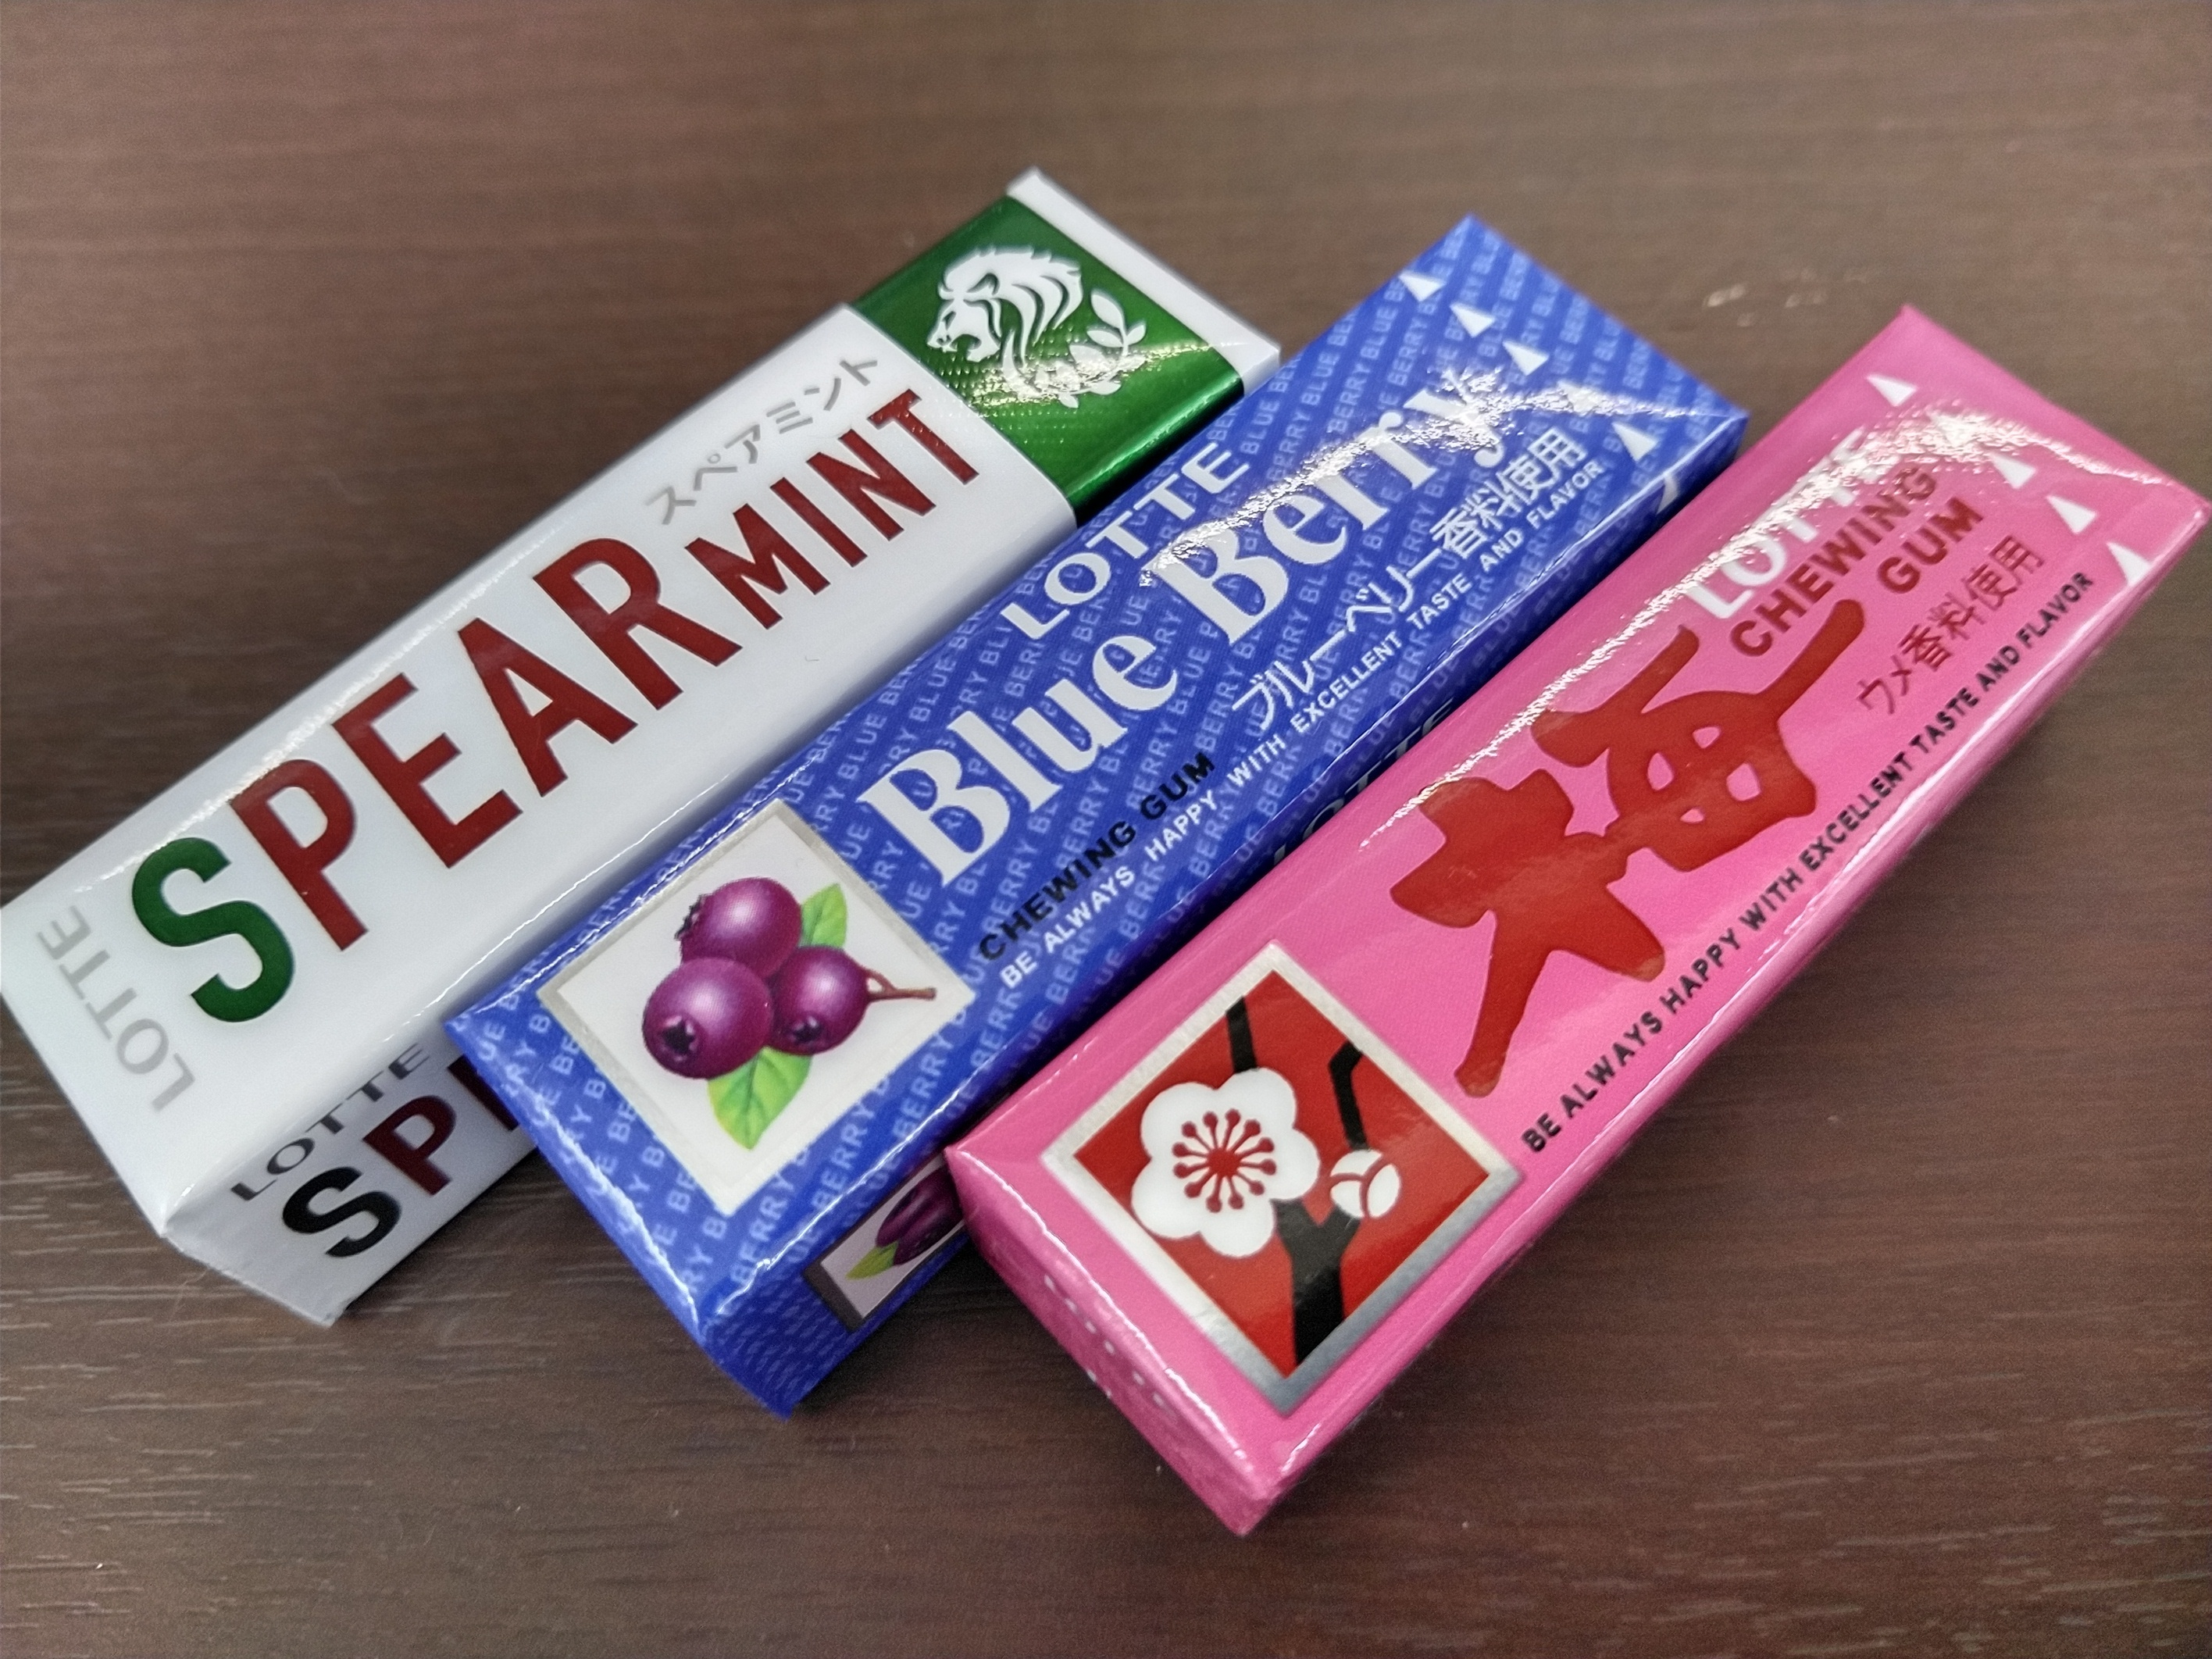 LOTTE
スペアミント
SPEARMINT
LOTTE
SP
LOTTE
Blue Berry
ブルーベリー香料使用
CHEWING GUM
BE ALWAYS HAPPY WITH EXCELLENT TASTE AND FLAVOR
LOTTE
CHEWING
GUM
梅
ウメ香料使用
BE ALWAYS HAPPY WITH EXCELLENT TASTE AND FLAVOR